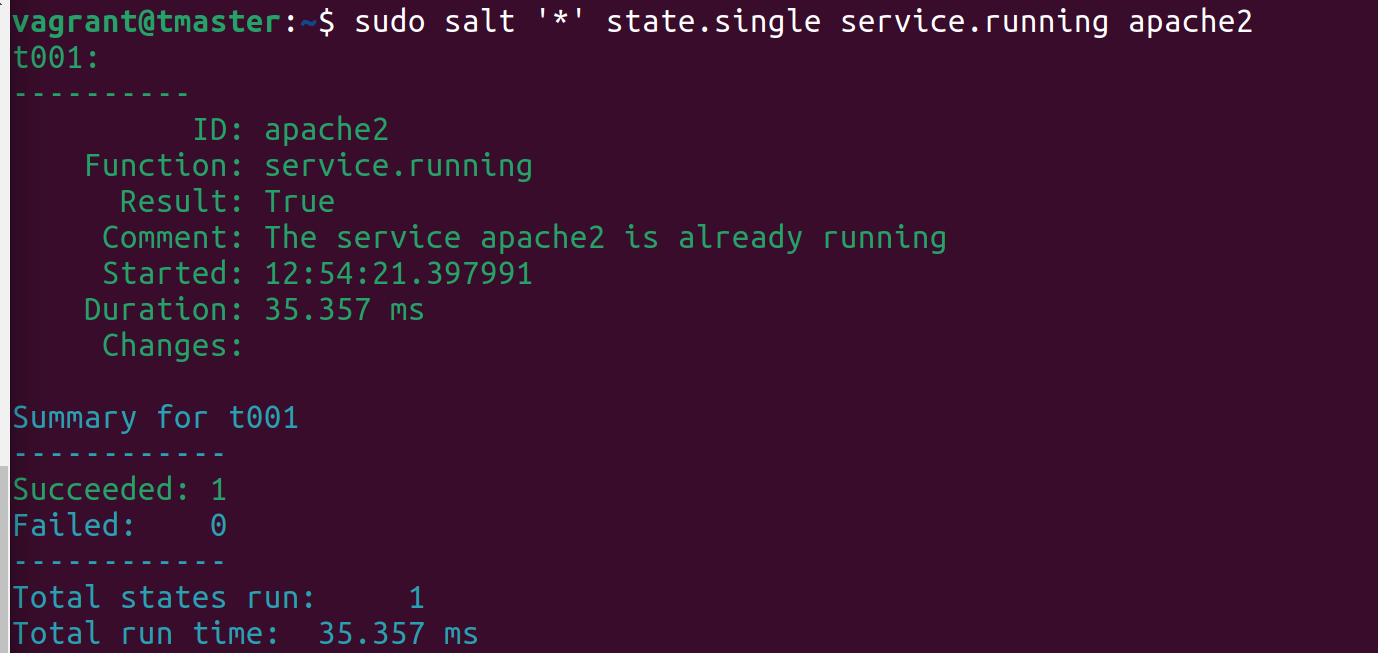 vagrant@tmaster:~$ sudo salt '*' state.single service.running apache2
t001:
----------
          ID: apache2
    Function: service.running
      Result: True
     Comment: The service apache2 is already running
     Started: 12:54:21.397991
    Duration: 35.357 ms
     Changes:

Summary for t001
------------
Succeeded: 1
Failed:    0
------------
Total states run:     1
Total run time:  35.357 ms